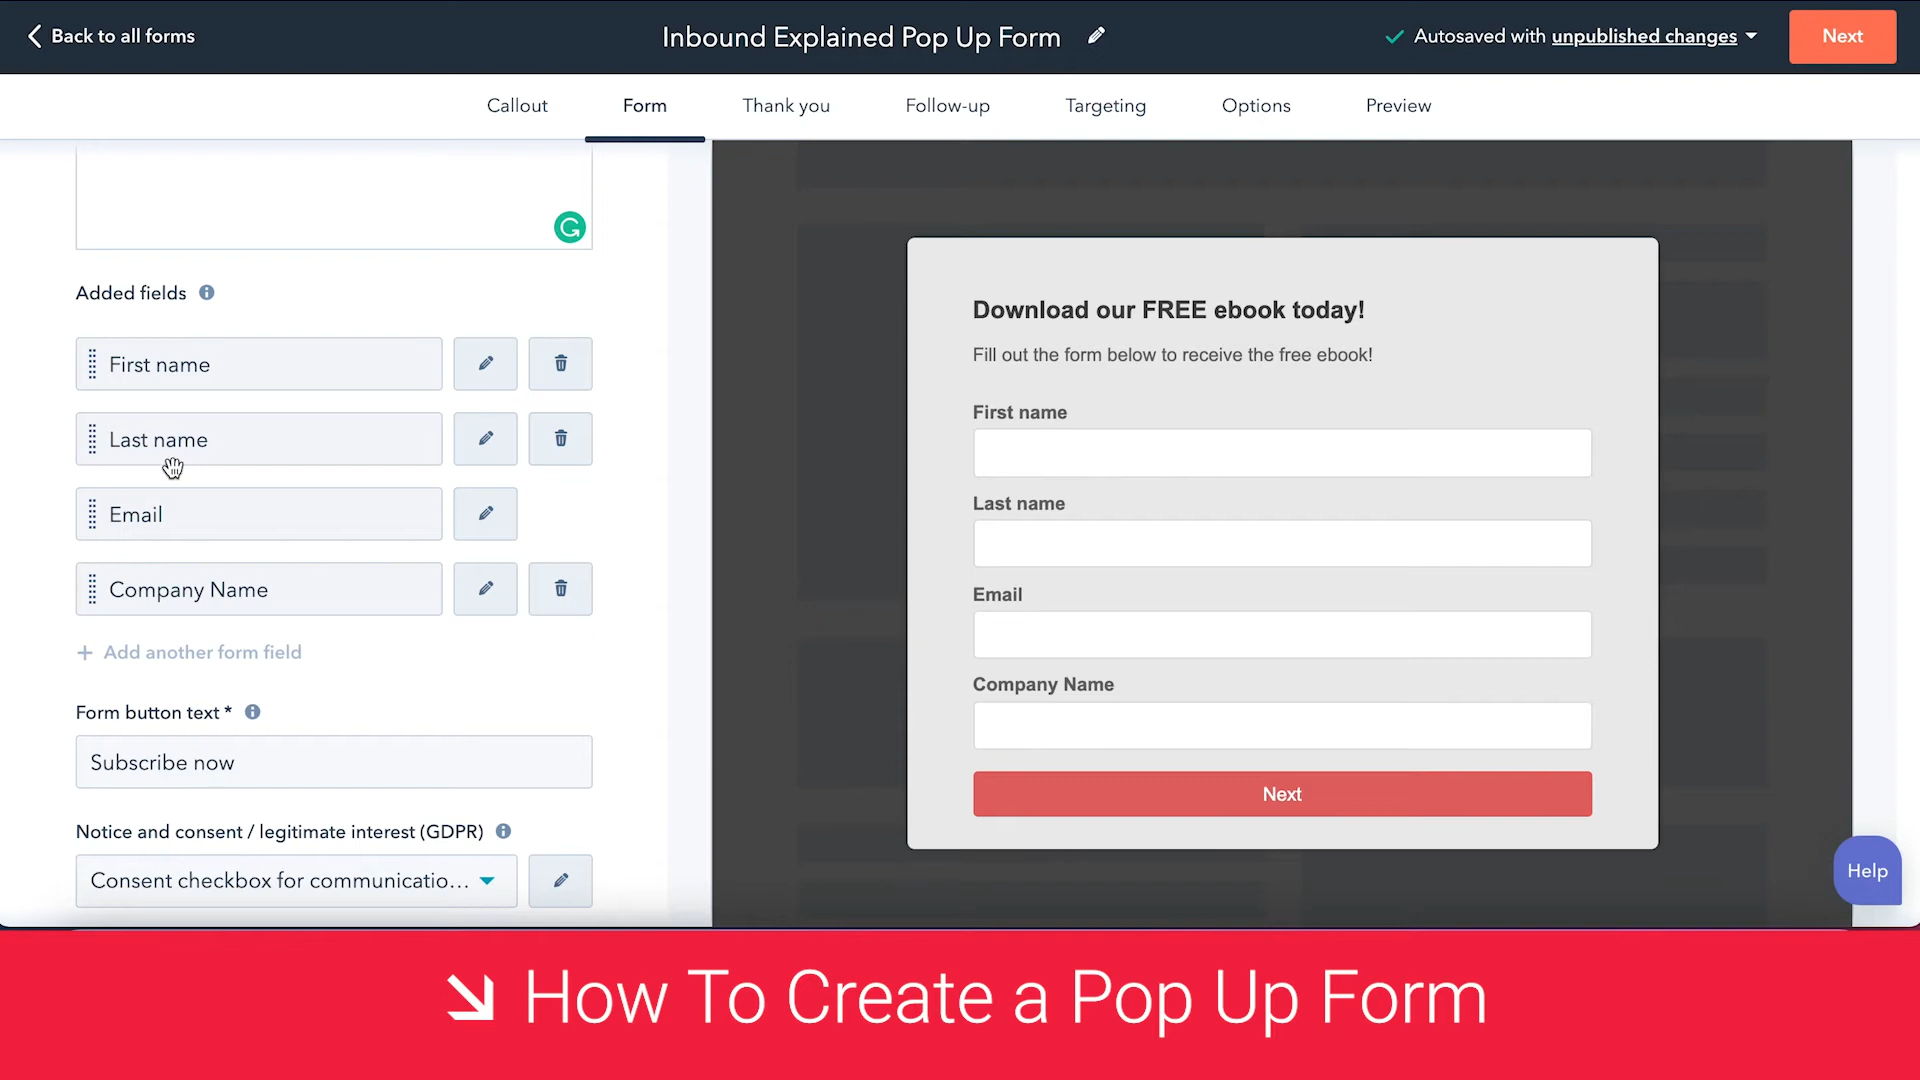 Back to all forms
Inbound Explained Pop Up Form
Autosaved with unpublished changes
Next
Callout
Form
Thank you
Follow-up
Targeting
Options
Preview
Added fields
First name
Last name
Email
Company Name
+ Add another form field
Form button text *
Subscribe now
Notice and consent / legitimate interest (GDPR)
Consent checkbox for communicatio...
Download our FREE ebook today!
Fill out the form below to receive the free ebook!
First name
Last name
Email
Company Name
Next
Help
How To Create a Pop Up Form